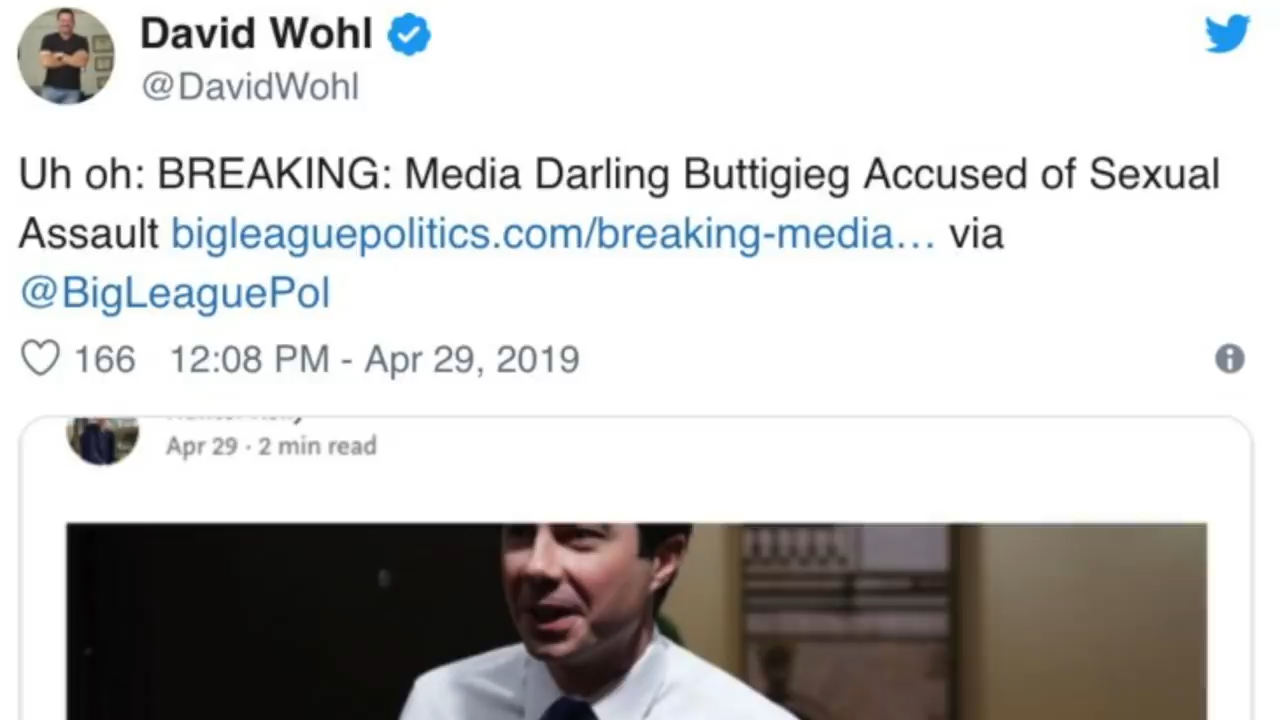 David Wohl
@DavidWohl
Uh oh: BREAKING: Media Darling Buttigieg Accused of Sexual
Assault bigleaguepolitics.com/breaking-media… via
@BigLeaguePol
166 12:08 PM - Apr 29, 2019
Apr 29 · 2 min read